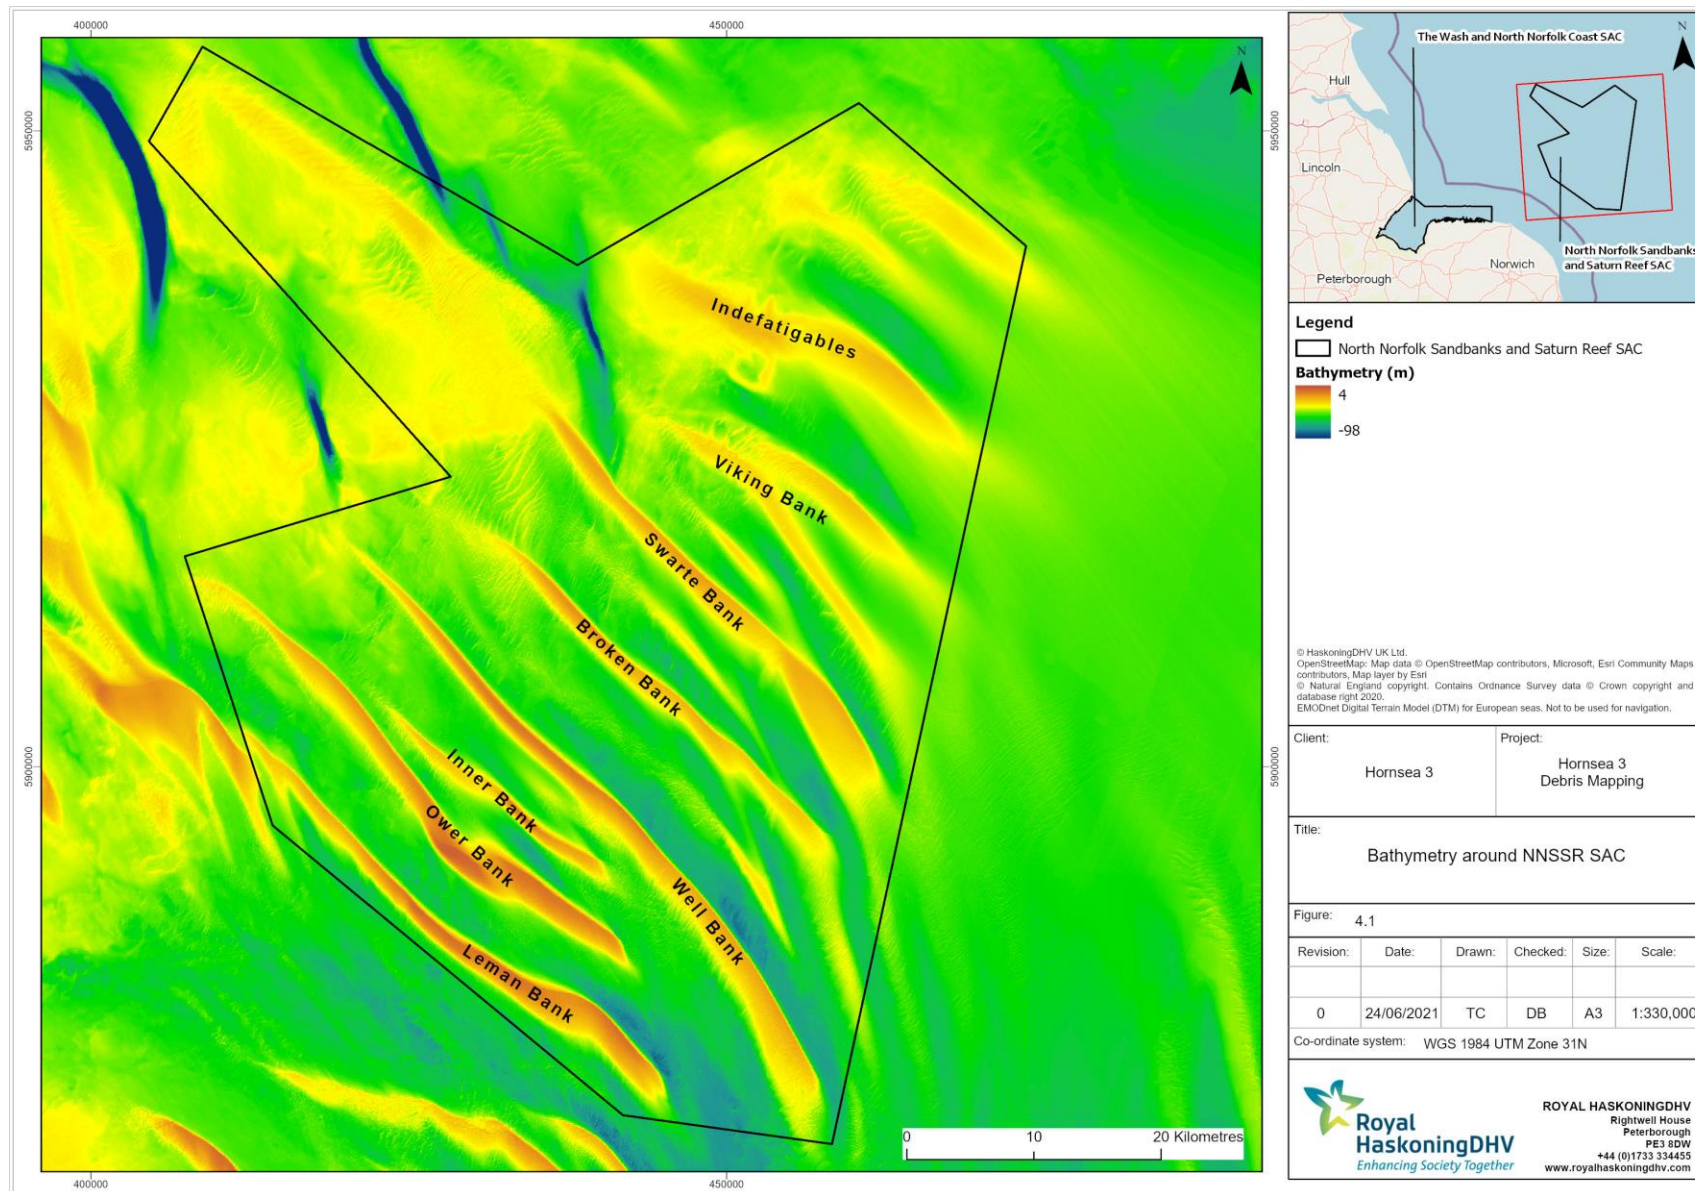 400000
450000
5950000
5950000
5900000
5900000
400000
450000
N
Indefatigables
Viking Bank
Swarte Bank
Broken Bank
Inner Bank
Ower Bank
Well Bank
Leman Bank
0 10 20 Kilometres
The Wash and North Norfolk Coast SAC
N
Hull
Lincoln
Peterborough
Norwich
North Norfolk Sandbanks
and Saturn Reef SAC
Legend
North Norfolk Sandbanks and Saturn Reef SAC
Bathymetry (m)
4
-98
© HaskoningDHV UK Ltd.
OpenStreetMap: Map data © OpenStreetMap contributors, Microsoft, Esri Community Maps
contributors, Map layer by Esri
© Natural England copyright. Contains Ordnance Survey data © Crown copyright and
database right 2020.
EMODnet Digital Terrain Model (DTM) for European seas. Not to be used for navigation.
Client: Project:
Hornsea 3 Hornsea 3
Debris Mapping
Title:
Bathymetry around NNSSR SAC
Figure: 4.1
Revision: Date: Drawn: Checked: Size: Scale:
0 24/06/2021 TC DB A3 1:330,000
Co-ordinate system: WGS 1984 UTM Zone 31N
Royal
HaskoningDHV
Enhancing Society Together
ROYAL HASKONINGDHV
Rightwell House
Peterborough
PE3 8DW
+44 (0)1733 334455
www.royalhaskoningdhv.com